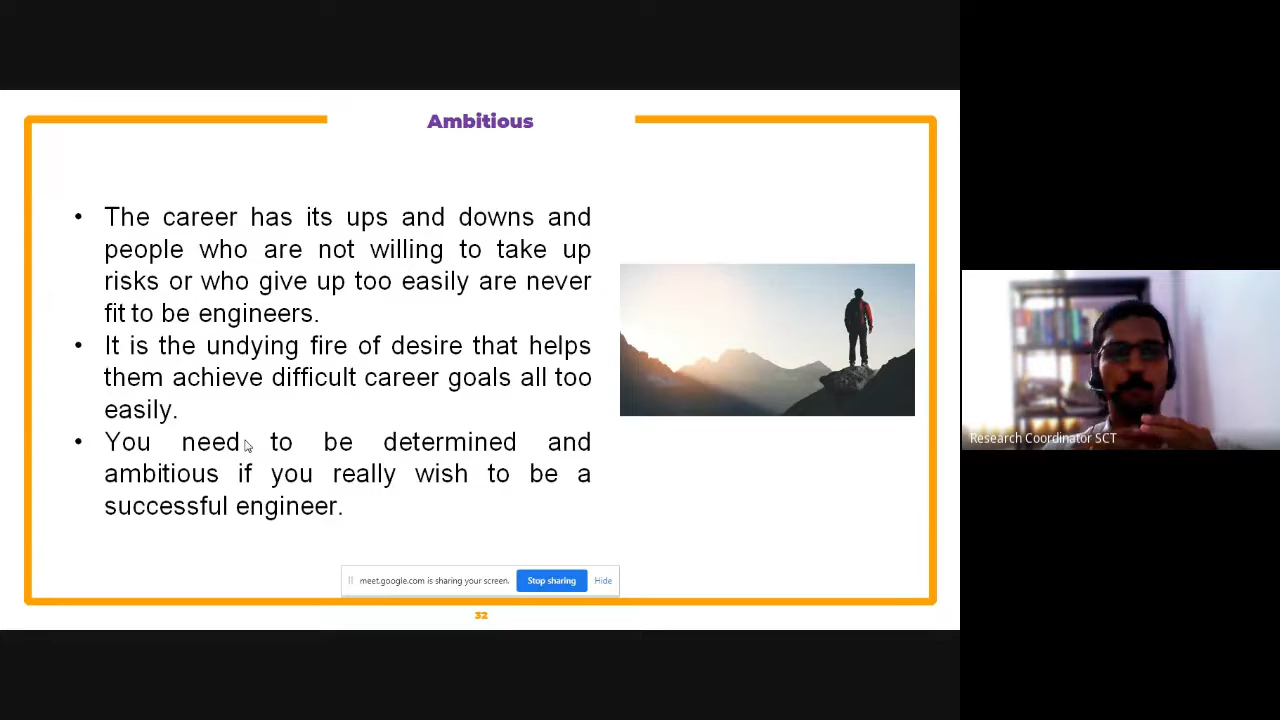 Ambitious
• The career has its ups and downs and
people who are not willing to take up
risks or who give up too easily are never
fit to be engineers.
• It is the undying fire of desire that helps
them achieve difficult career goals all too
easily.
• You need to be determined and
ambitious if you really wish to be a
successful engineer.
meet.google.com is sharing your screen. Stop sharing Hide
32
Research Coordinator SCT